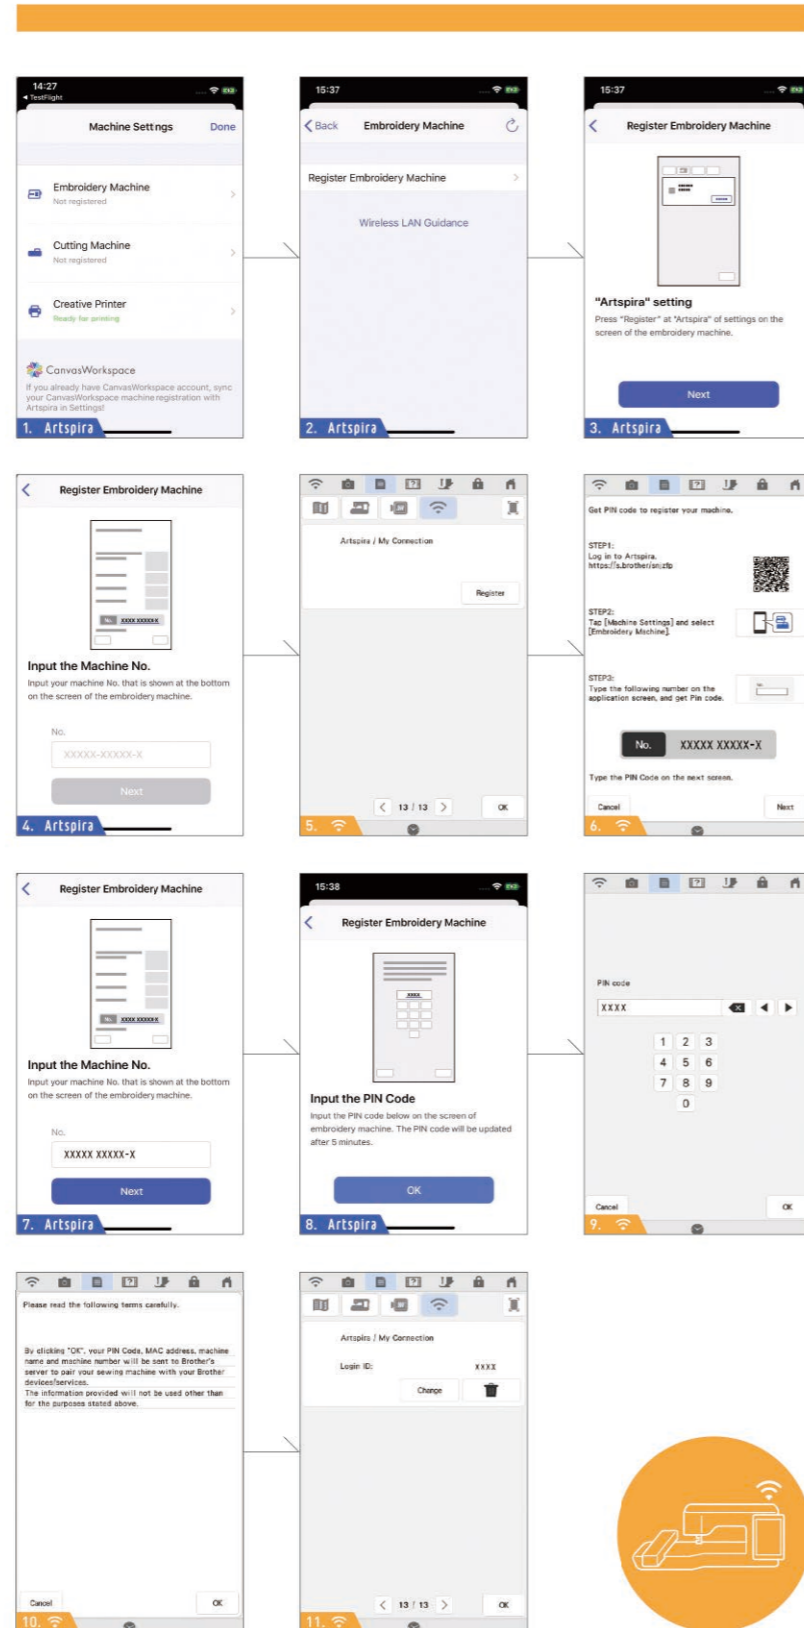 14:27
TestFlight
Machine Settings
Done
Embroidery Machine
Not registered
Cutting Machine
Not registered
Creative Printer
Ready for printing
CanvasWorkspace
If you already have CanvasWorkspace account, sync
your CanvasWorkspace machine registration with
Artspira in Settings!
1. Artspira
15:37
Back
Embroidery Machine
Register Embroidery Machine
Wireless LAN Guidance
2. Artspira
15:37
Register Embroidery Machine
"Artspira" setting
Press "Register" at "Artspira" of settings on the
screen of the embroidery machine.
Next
3. Artspira
Register Embroidery Machine
No. XXXX XXXXX-X
Input the Machine No.
Input your machine No. that is shown at the bottom
on the screen of the embroidery machine.
No.
XXXXX-XXXXX-X
Next
4. Artspira
Artspira / My Connection
Register
13 / 13
OK
5.
Get PIN code to register your machine.
STEP1:
Log in to Artspira.
STEP2:
Tap [Machine Settings] and select
[Embroidery Machine].
STEP3:
Type the following number on the
application screen, and get Pin code.
No. XXXXX XXXXX-X
Type the PIN Code on the next screen.
Cancel
Next
6.
Register Embroidery Machine
No. XXXX XXXXX-X
Input the Machine No.
Input your machine No. that is shown at the bottom
on the screen of the embroidery machine.
No.
XXXXX XXXXX-X
Next
7. Artspira
15:38
Register Embroidery Machine
XXXX
Input the PIN Code
Input the PIN code below on the screen of
embroidery machine. The PIN code will be updated
after 5 minutes.
OK
8. Artspira
PIN code
XXXX
1 2 3
4 5 6
7 8 9
0
Cancel
OK
9.
Please read the following terms carefully.
By clicking "OK", your PIN Code, MAC address, machine
name and machine number will be sent to Brother's
server to pair your sewing machine with your Brother
devices/services.
The information provided will not be used other than
for the purposes stated above.
Cancel
OK
10.
Artspira / My Connection
Login ID: XXXX
Change
13 / 13
OK
11.